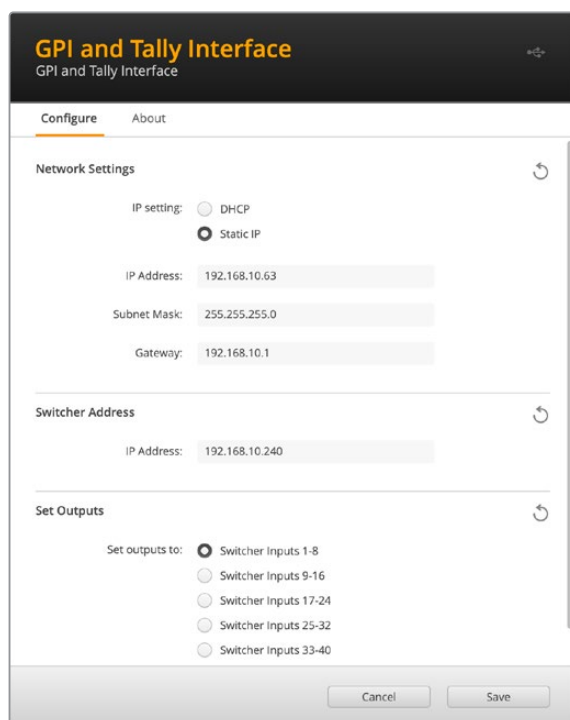 GPI and Tally Interface
GPI and Tally Interface
Configure About
Network Settings
IP setting: DHCP
Static IP
IP Address: 192.168.10.63
Subnet Mask: 255.255.255.0
Gateway: 192.168.10.1
Switcher Address
IP Address: 192.168.10.240
Set Outputs
Set outputs to: Switcher Inputs 1-8
Switcher Inputs 9-16
Switcher Inputs 17-24
Switcher Inputs 25-32
Switcher Inputs 33-40
Cancel Save